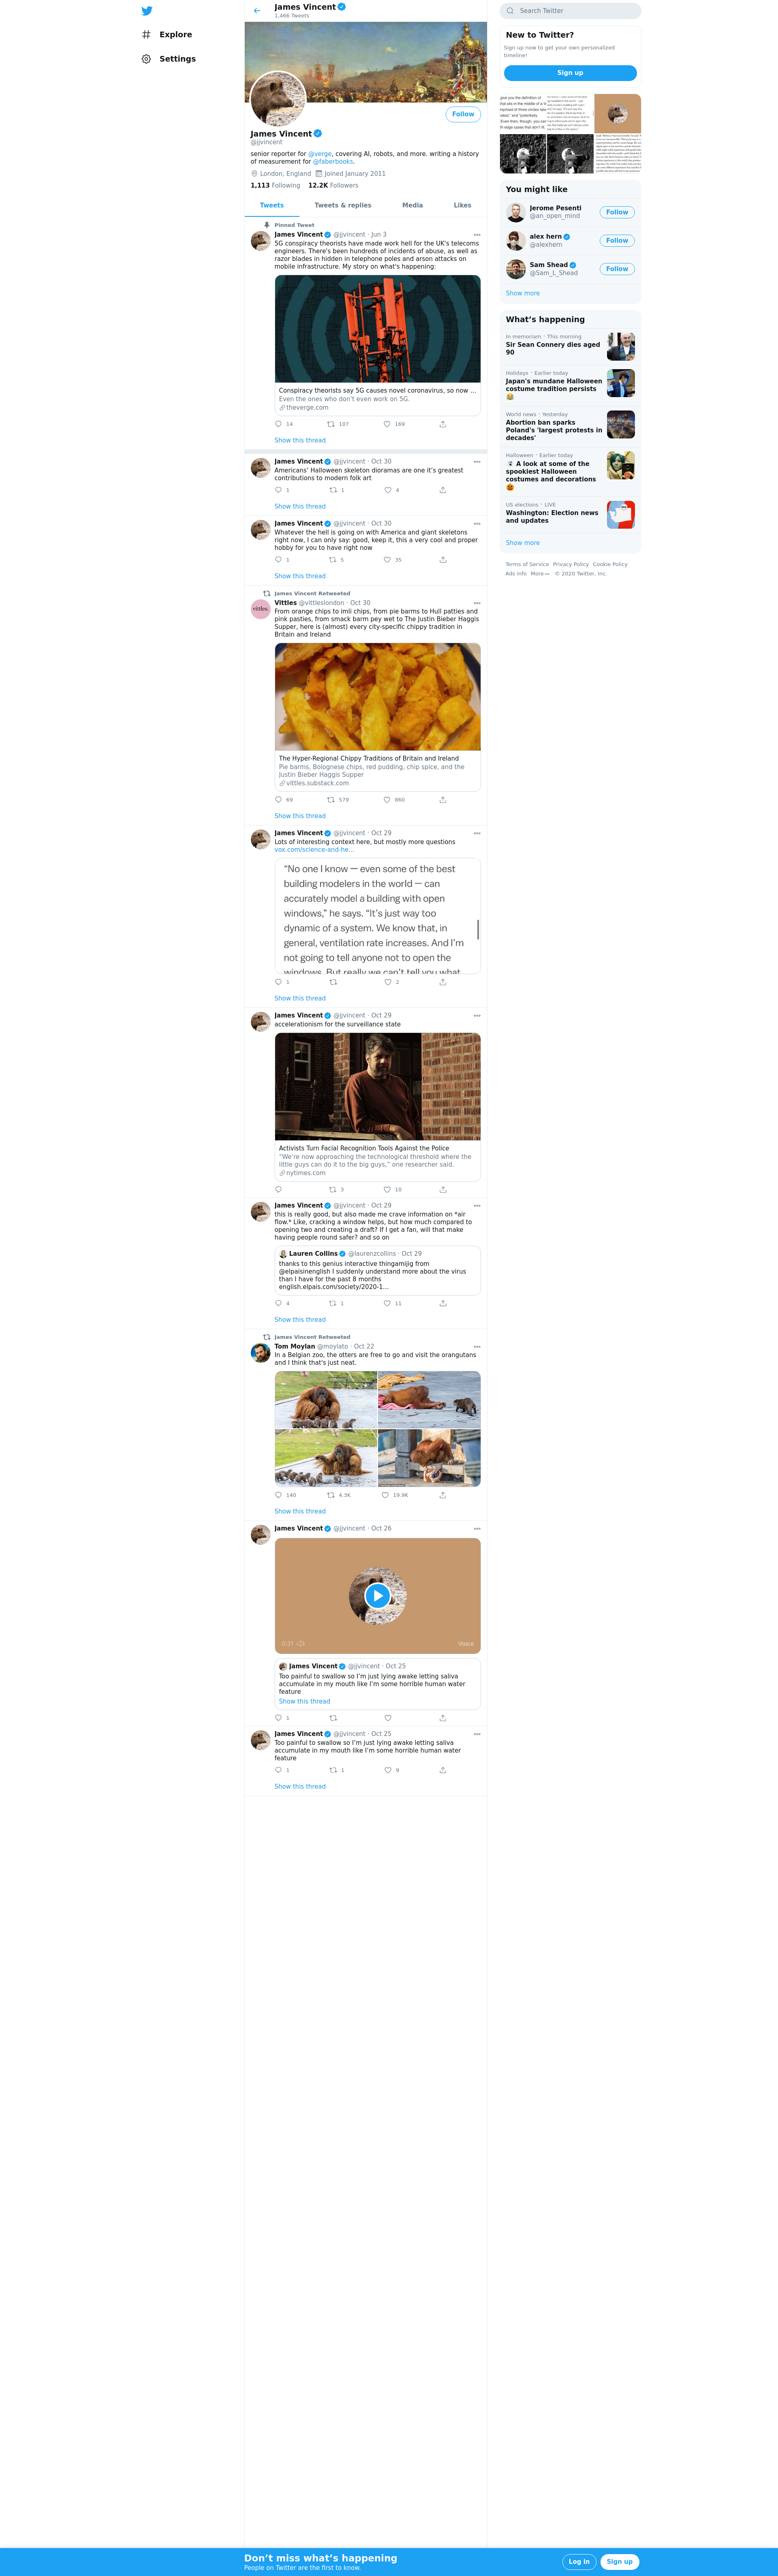 Explore
Settings
James Vincent
1,466 Tweets
Follow
James Vincent
@jjvincent
senior reporter for @verge, covering AI, robots, and more. writing a history
of measurement for @faberbooks.
London, England Joined January 2011
1,113 Following 12.2K Followers
Tweets Tweets & replies Media Likes
Pinned Tweet
James Vincent @jjvincent · Jun 3
5G conspiracy theorists have made work hell for the UK's telecoms
engineers. There's been hundreds of incidents of abuse, as well as
razor blades in hidden in telephone poles and arson attacks on
mobile infrastructure. My story on what's happening:
Conspiracy theorists say 5G causes novel coronavirus, so now ...
Even the ones who don't even work on 5G.
theverge.com
14 107 169
Show this thread
James Vincent @jjvincent · Oct 30
Americans' Halloween skeleton dioramas are one it's greatest
contributions to modern folk art
1 1 4
Show this thread
James Vincent @jjvincent · Oct 30
Whatever the hell is going on with America and giant skeletons
right now, I can only say: good, keep it, this a very cool and proper
hobby for you to have right now
1 5 35
Show this thread
James Vincent Retweeted
vittles.
Vittles @vittleslondon · Oct 30
From orange chips to imli chips, from pie barms to Hull patties and
pink pasties, from smack barm pey wet to The Justin Bieber Haggis
Supper, here is (almost) every city-specific chippy tradition in
Britain and Ireland
The Hyper-Regional Chippy Traditions of Britain and Ireland
Pie barms, Bolognese chips, red pudding, chip spice, and the
Justin Bieber Haggis Supper
vittles.substack.com
69 579 860
Show this thread
James Vincent @jjvincent · Oct 29
Lots of interesting context here, but mostly more questions
vox.com/science-and-he...
"No one I know — even some of the best
building modelers in the world — can
accurately model a building with open
windows," he says. "It's just way too
dynamic of a system. We know that, in
general, ventilation rate increases. And I'm
not going to tell anyone not to open the
windows. But really we can't tell you what
1 2
Show this thread
James Vincent @jjvincent · Oct 29
accelerationism for the surveillance state
Activists Turn Facial Recognition Tools Against the Police
"We're now approaching the technological threshold where the
little guys can do it to the big guys," one researcher said.
nytimes.com
3 10
James Vincent @jjvincent · Oct 29
this is really good, but also made me crave information on *air
flow.* Like, cracking a window helps, but how much compared to
opening two and creating a draft? If I get a fan, will that make
having people round safer? and so on
Lauren Collins @laurenzcollins · Oct 29
thanks to this genius interactive thingamijig from
@elpaisinenglish I suddenly understand more about the virus
than I have for the past 8 months
english.elpais.com/society/2020-1...
4 1 11
Show this thread
James Vincent Retweeted
Tom Moylan @moylato · Oct 22
In a Belgian zoo, the otters are free to go and visit the orangutans
and I think that's just neat.
140 4.3K 19.9K
Show this thread
James Vincent @jjvincent · Oct 26
0:31 Voice
James Vincent @jjvincent · Oct 25
Too painful to swallow so I'm just lying awake letting saliva
accumulate in my mouth like I'm some horrible human water
feature
Show this thread
1
James Vincent @jjvincent · Oct 25
Too painful to swallow so I'm just lying awake letting saliva
accumulate in my mouth like I'm some horrible human water
feature
1 1 9
Show this thread
Search Twitter
New to Twitter?
Sign up now to get your own personalized
timeline!
Sign up
You might like
Jerome Pesenti
@an_open_mind
Follow
alex hern
@alexhern
Follow
Sam Shead
@Sam_L_Shead
Follow
Show more
What's happening
In memoriam · This morning
Sir Sean Connery dies aged
90
Holidays · Earlier today
Japan's mundane Halloween
costume tradition persists
😂
World news · Yesterday
Abortion ban sparks
Poland's 'largest protests in
decades'
Halloween · Earlier today
A look at some of the
spookiest Halloween
costumes and decorations
🎃
US elections · LIVE
Washington: Election news
and updates
Show more
Terms of Service Privacy Policy Cookie Policy
Ads info More © 2020 Twitter, Inc.
Don't miss what's happening
People on Twitter are the first to know.
Log in Sign up